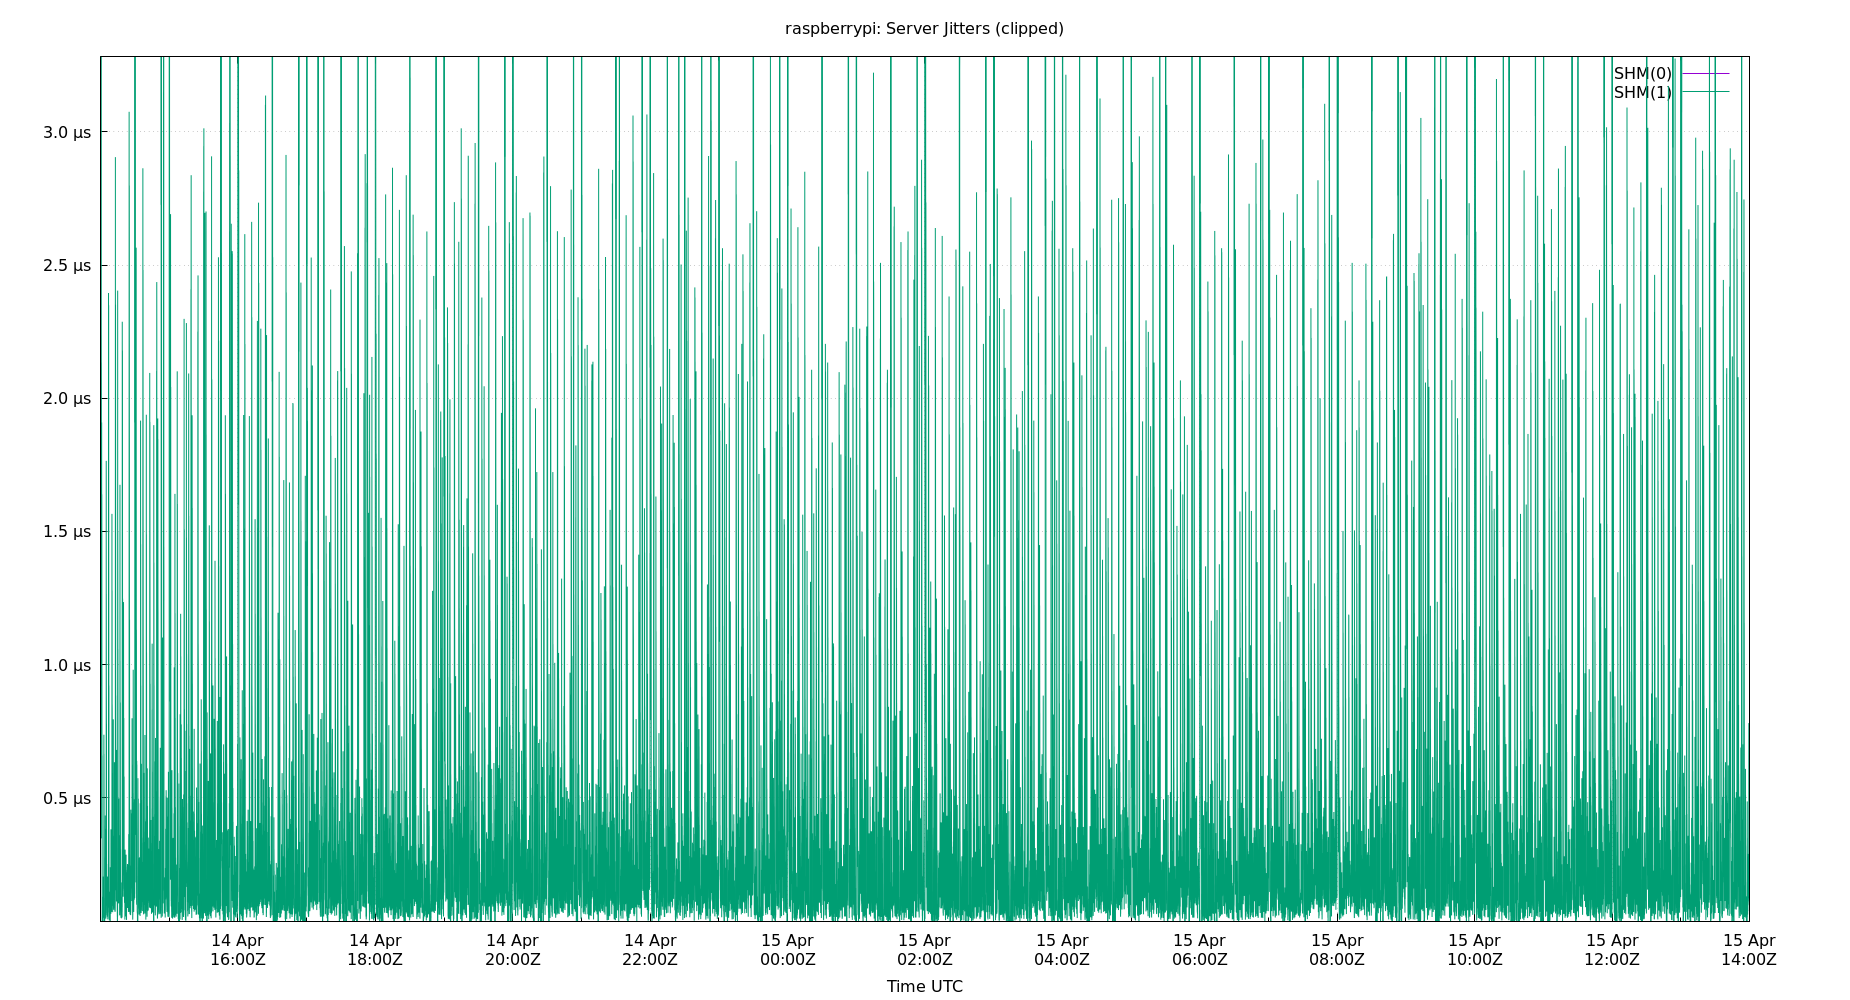 raspberrypi: Server Jitters (clipped)
SHM(0)
SHM(1)
3.0 µs
2.5 µs
2.0 µs
1.5 µs
1.0 µs
0.5 µs
14 Apr 14 Apr 14 Apr 14 Apr 15 Apr 15 Apr 15 Apr 15 Apr 15 Apr 15 Apr 15 Apr 15 Apr
16:00Z 18:00Z 20:00Z 22:00Z 00:00Z 02:00Z 04:00Z 06:00Z 08:00Z 10:00Z 12:00Z 14:00Z
Time UTC